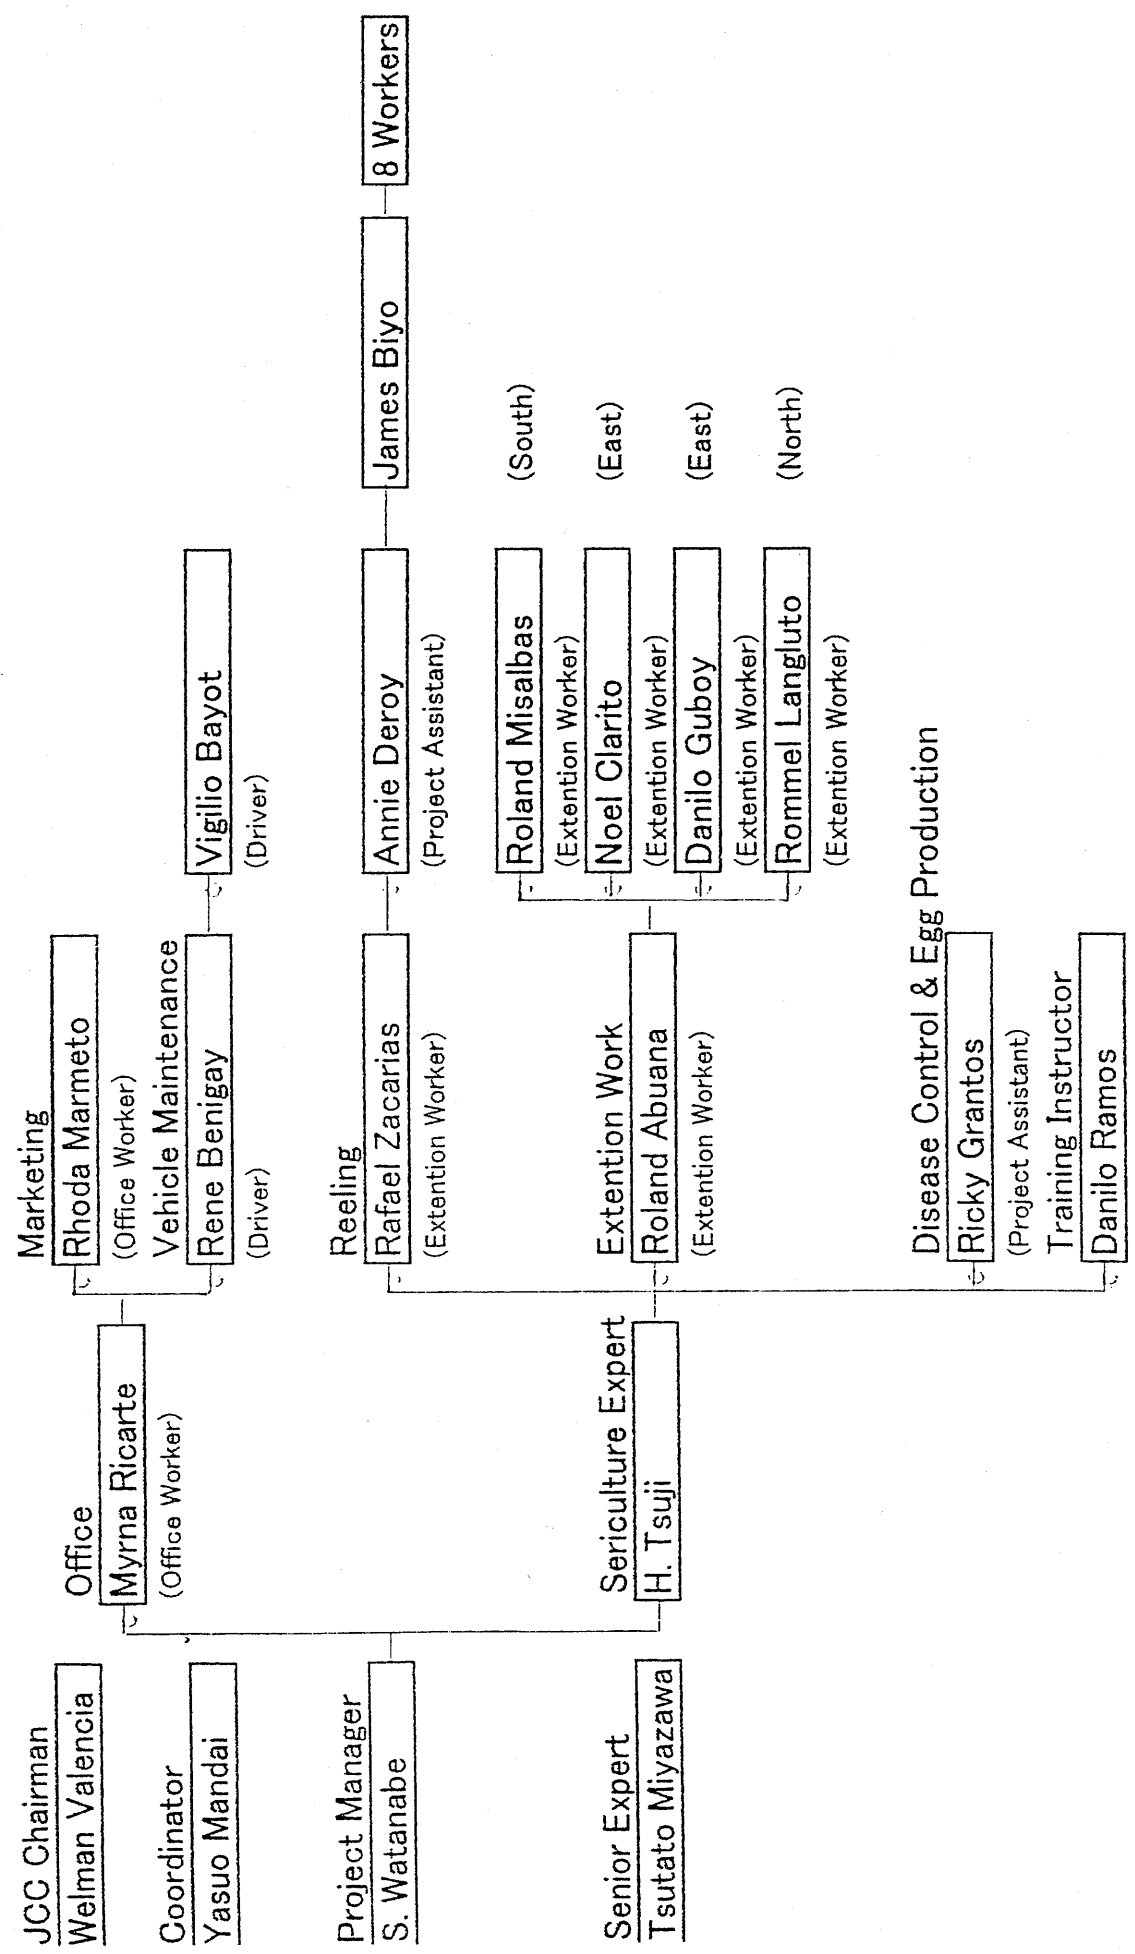 JCC Chairman
Welman Valencia
Coordinator
Yasuo Mandai
Project Manager
S. Watanabe
Senior Expert
Tsutato Miyazawa
Office
Myrna Ricarte
(Office Worker)
Sericulture Expert
H. Tsuji
Marketing
Rhoda Marmeto
(Office Worker)
Vehicle Maintenance
Rene Benigay
(Driver)
Reeling
Rafael Zacarias
(Extention Worker)
Extention Work
Roland Abuana
(Extention Worker)
Disease Control & Egg Production
Ricky Grantos
(Project Assistant)
Training Instructor
Danilo Ramos
Vigilio Bayot
(Driver)
Annie Deroy
(Project Assistant)
Roland Misalbas (South)
(Extention Worker)
Noel Clarito (East)
(Extention Worker)
Danilo Guboy (East)
(Extention Worker)
Rommel Langluto (North)
(Extention Worker)
James Biyo
8 Workers